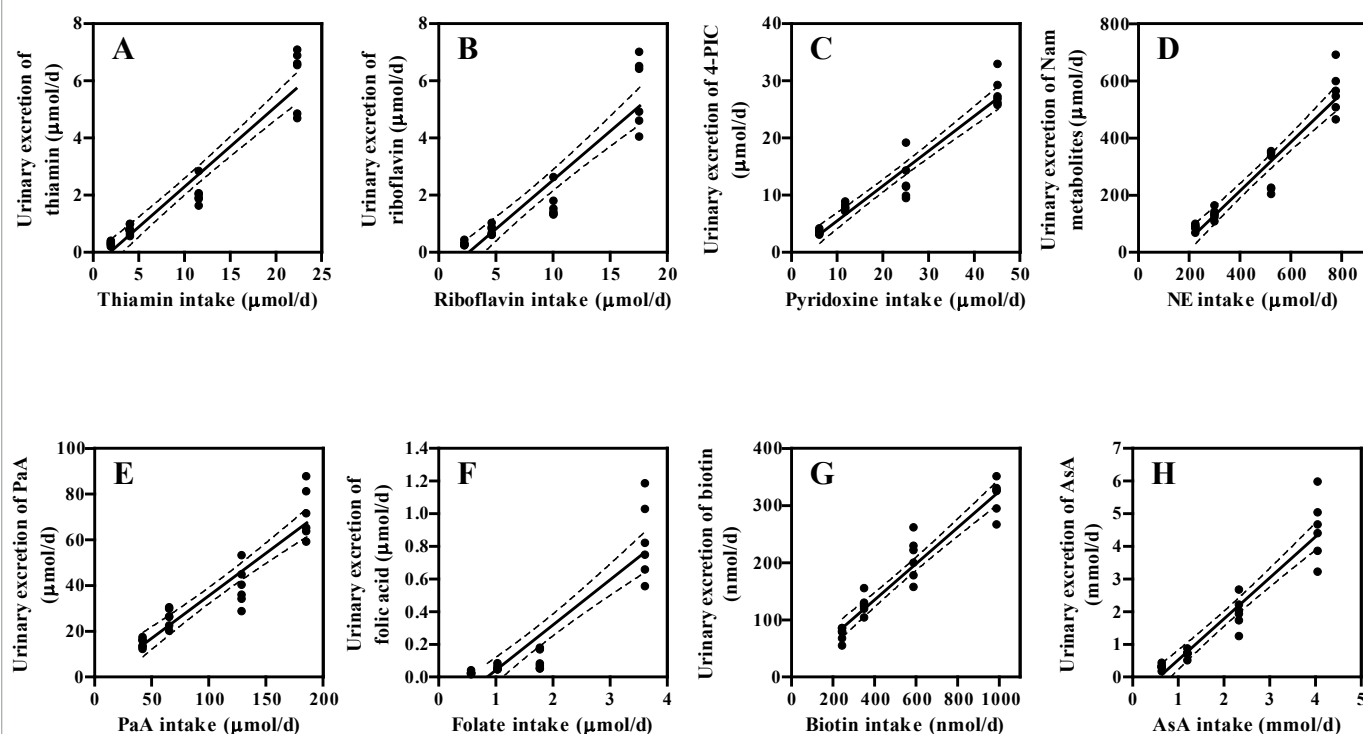 A
Urinary excretion of
thiamin (μmol/d)
8
6
4
2
0
0 5 10 15 20 25
Thiamin intake (μmol/d)
B
Urinary excretion of
riboflavin (μmol/d)
8
6
4
2
0
0 5 10 15 20
Riboflavin intake (μmol/d)
C
Urinary excretion of 4-PIC
(μmol/d)
40
30
20
10
0
0 10 20 30 40 50
Pyridoxine intake (μmol/d)
D
Urinary excretion of Nam
metabolites (μmol/d)
800
600
400
200
0
0 200 400 600 800
NE intake (μmol/d)
E
Urinary excretion of PaA
(μmol/d)
100
80
60
40
20
0
0 50 100 150 200
PaA intake (μmol/d)
F
Urinary excretion of
folic acid (μmol/d)
1.4
1.2
1.0
0.8
0.6
0.4
0.2
0.0
0 1 2 3 4
Folate intake (μmol/d)
G
Urinary excretion of biotin
(nmol/d)
400
300
200
100
0
0 200 400 600 800 1000
Biotin intake (nmol/d)
H
Urinary excretion of AsA
(mmol/d)
7
6
5
4
3
2
1
0
0 1 2 3 4 5
AsA intake (mmol/d)